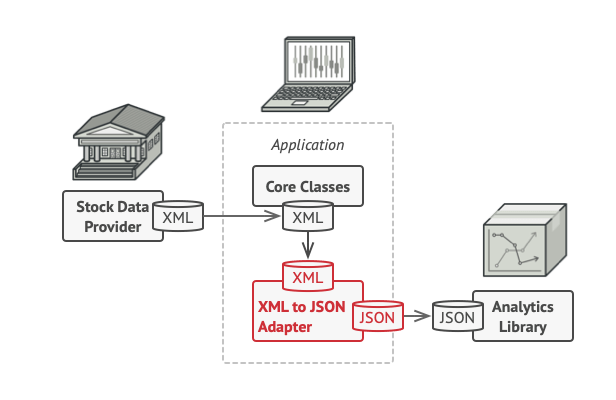 Application
Stock Data
Provider
XML
Core Classes
XML
XML
XML to JSON
Adapter
JSON
JSON
Analytics
Library